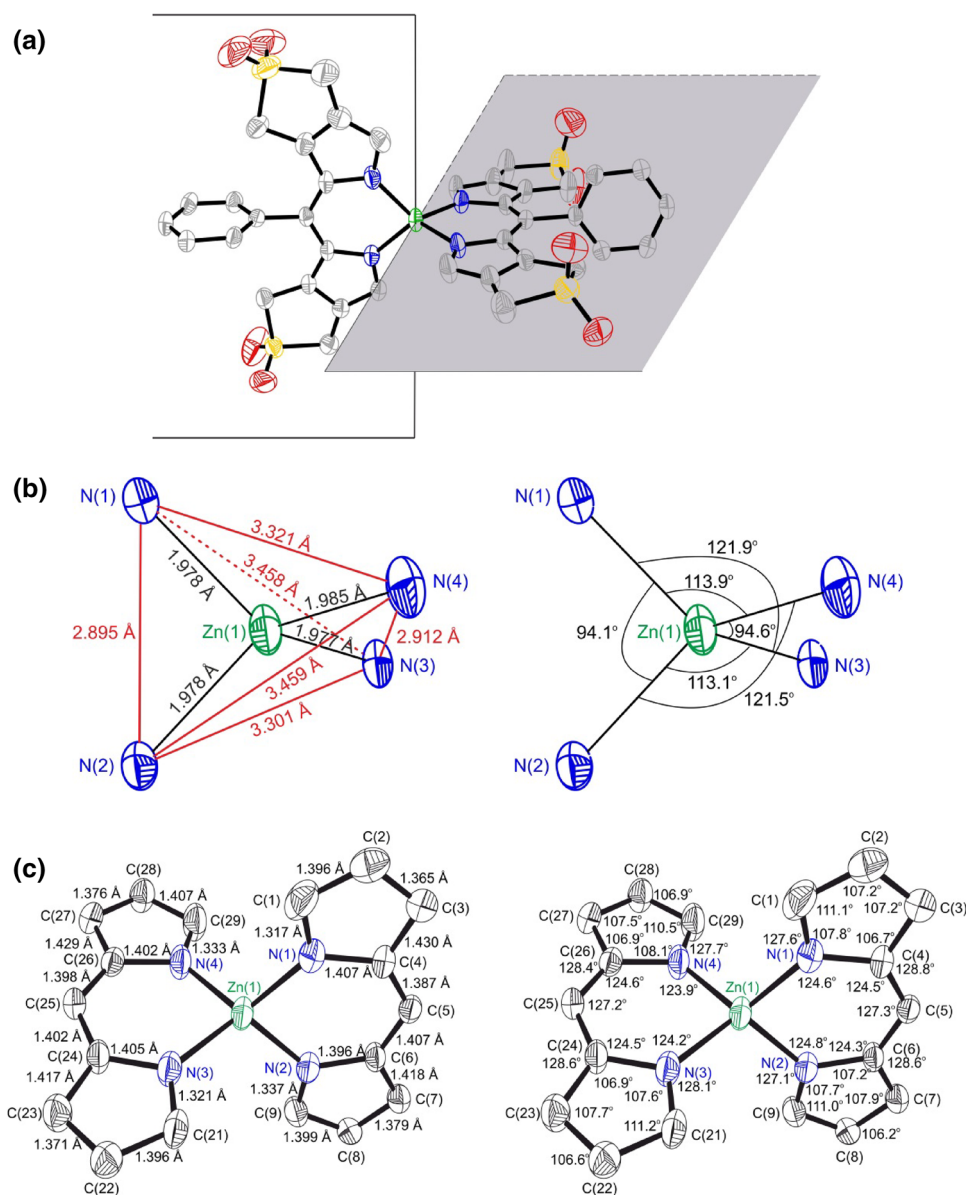 (a)
(b)
N(1)
3.321 Å
3.458 Å
1.978 Å
1.985 Å
N(4)
2.895 Å
Zn(1)
1.977 Å
2.912 Å
N(3)
1.978 Å
3.459 Å
3.301 Å
N(2)
N(1)
121.9°
113.9°
N(4)
94.1°
Zn(1)
94.6°
N(3)
113.1°
121.5°
N(2)
(c)
C(2)
C(28)
1.396 Å
1.376 Å
1.407 Å
1.365 Å
C(1)
C(27)
C(29)
C(3)
1.317 Å
1.429 Å
1.402 Å
1.333 Å
1.430 Å
C(26)
N(4)
N(1)
C(4)
1.407 Å
1.398 Å
1.387 Å
Zn(1)
C(25)
C(5)
1.402 Å
1.407 Å
C(24)
1.405 Å
1.396 Å
C(6)
N(3)
N(2)
1.417 Å
1.337 Å
1.418 Å
1.321 Å
C(7)
C(23)
C(9)
C(21)
1.379 Å
1.371 Å
1.399 Å
1.396 Å
C(8)
C(22)
C(2)
C(28)
106.9°
107.2°
C(1)
C(27)
107.5°
C(29)
111.1°
107.2°
C(3)
110.5°
106.9°
127.6°
107.8°
106.7°
C(26)
108.1°
127.7°
N(1)
C(4)
128.4°
N(4)
128.8°
124.6°
123.9°
124.6°
124.5°
Zn(1)
C(25)
127.2°
127.3°
C(5)
C(24)
124.5°
124.2°
124.8°
124.3°
C(6)
128.6°
N(3)
N(2)
128.6°
106.9°
128.1°
127.1°
107.2°
107.6°
107.7°
C(23)
107.7°
C(9)
111.0°
107.9°
C(7)
111.2°
C(21)
106.2°
106.6°
C(8)
C(22)